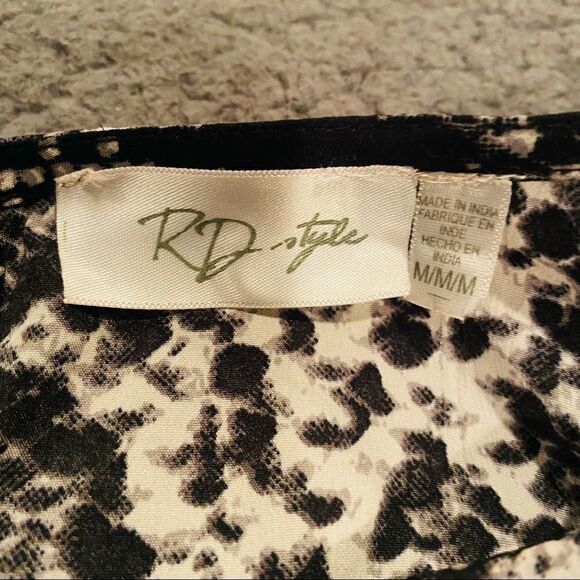 RD style
MADE IN INDIA
FABRIQUE EN
INDE
HECHO EN
INDIA
M/M/M